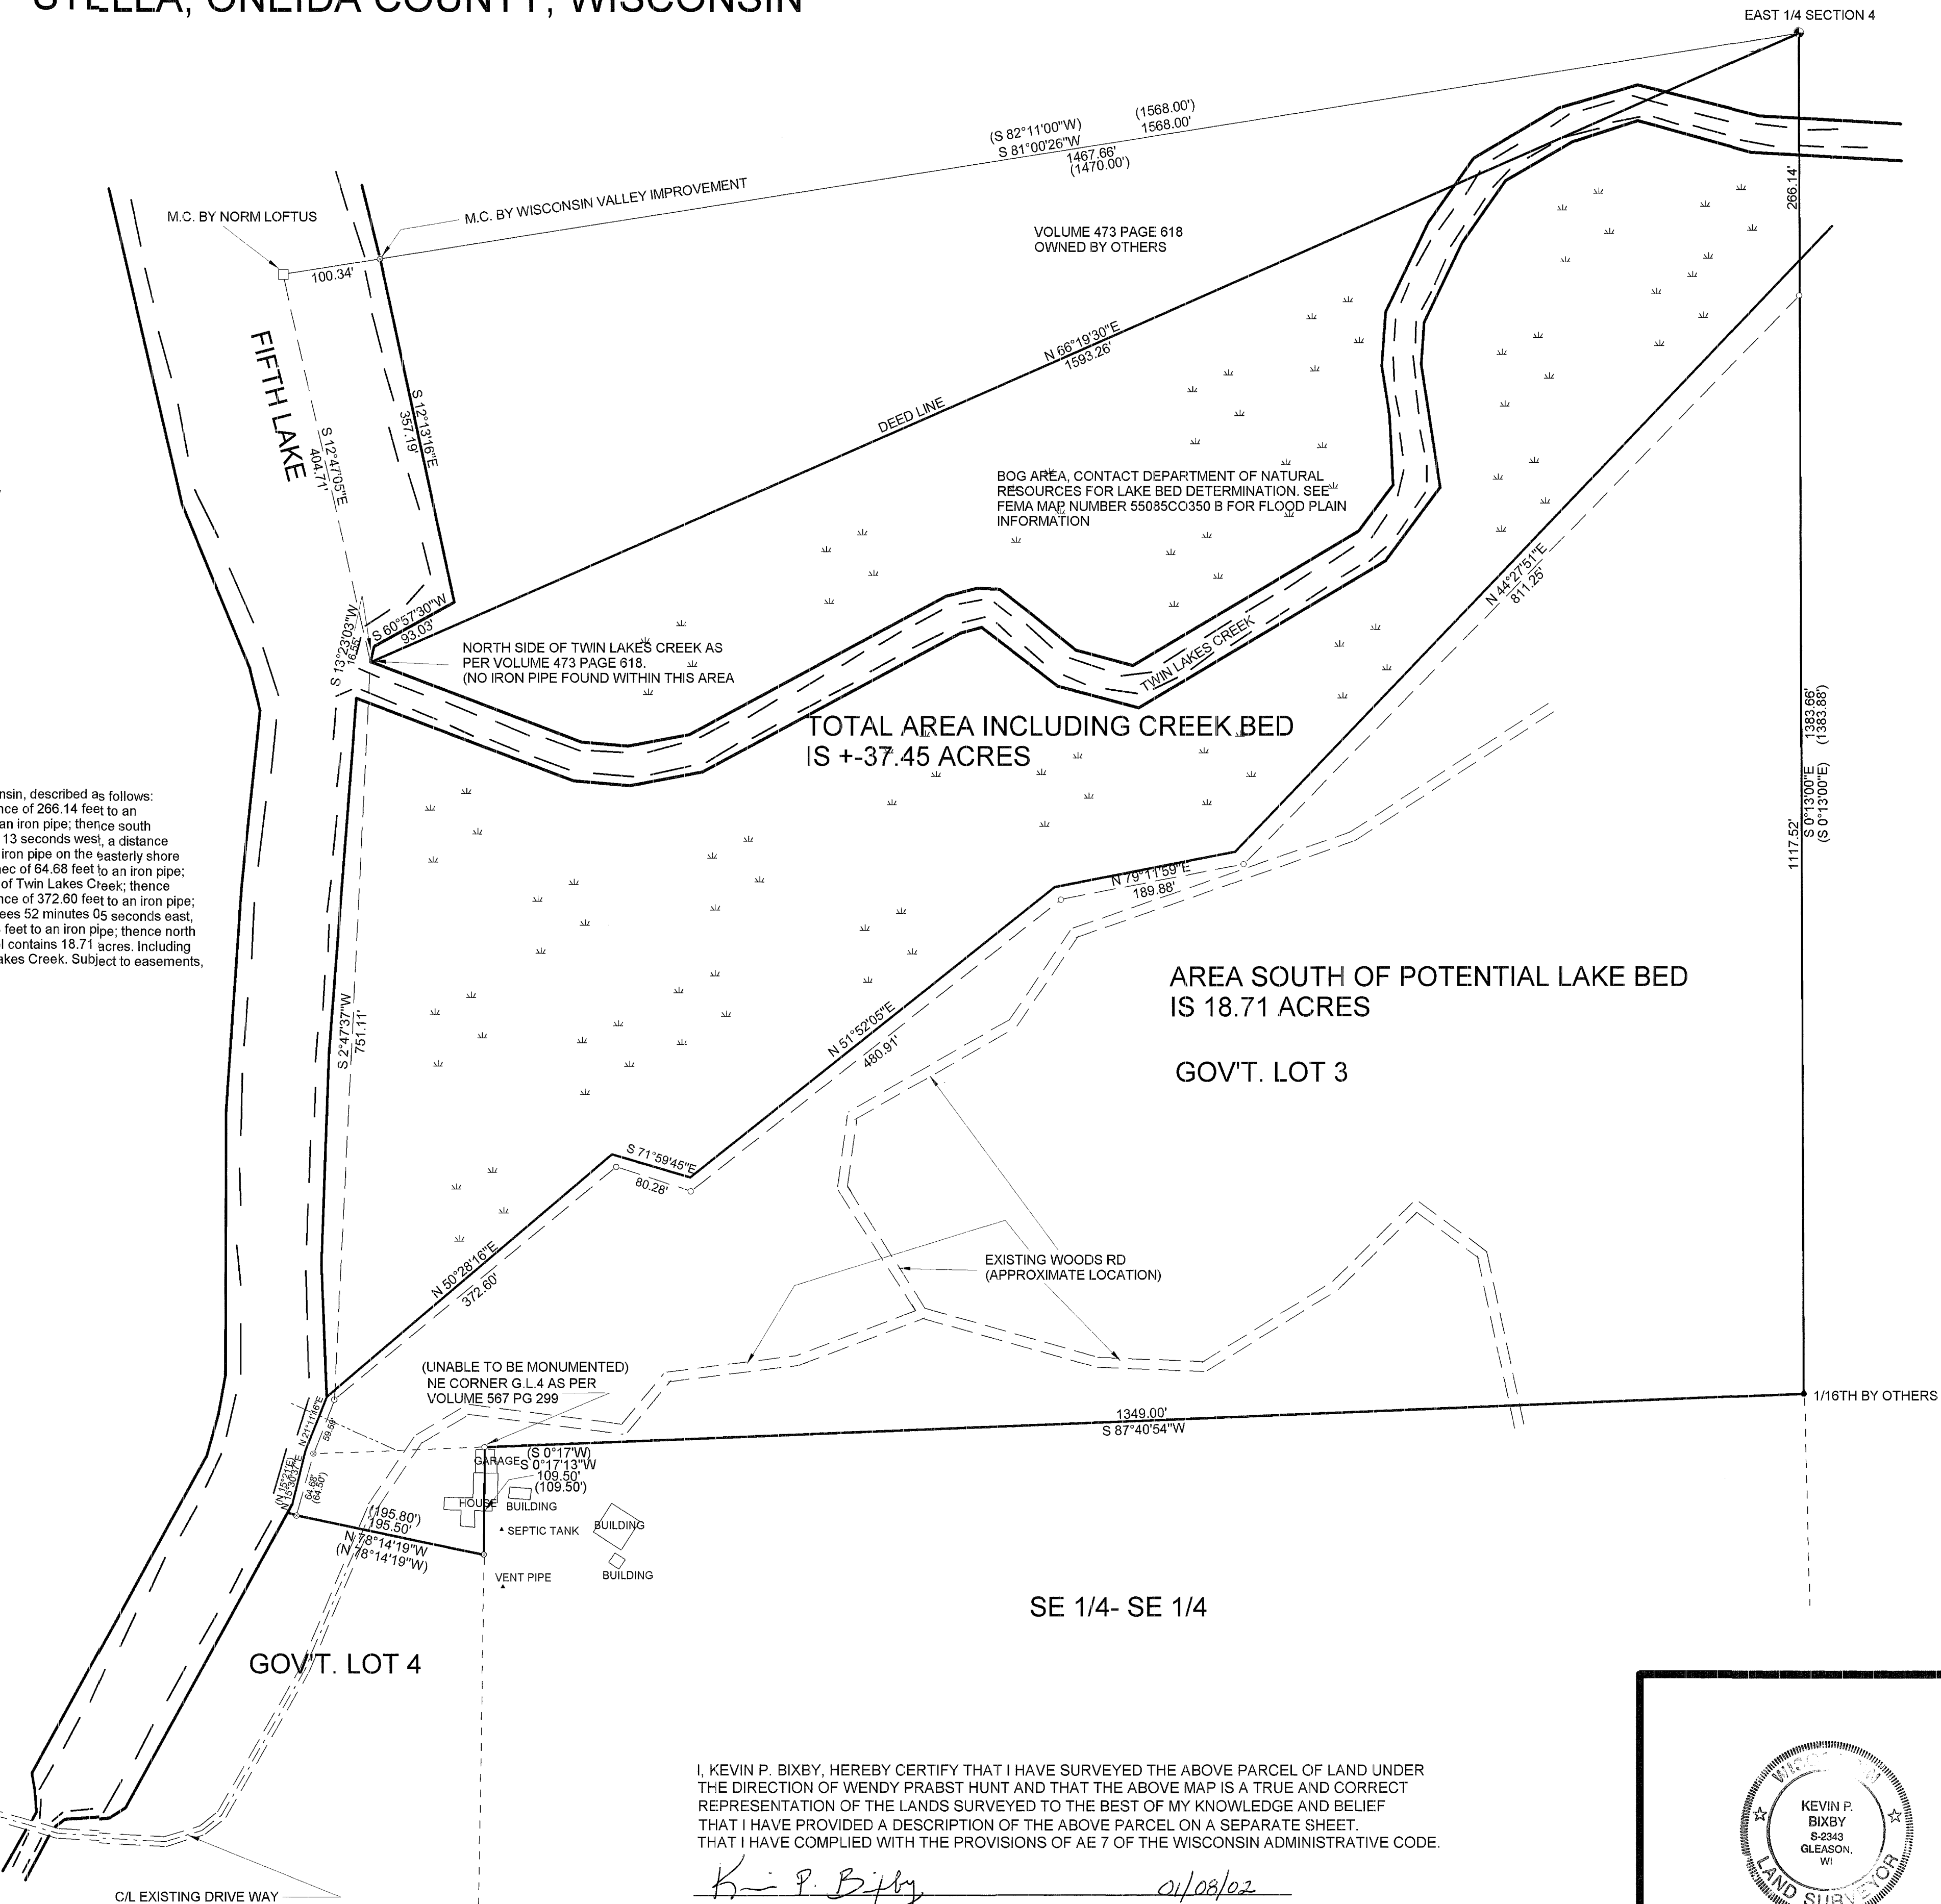 STELLA, ONEIDA COUNTY, WISCONSIN
EAST 1/4 SECTION 4
(S 82°11'00"W)
S 81°00'26"W
(1568.00')
1568.00'
1467.66'
(1470.00')
M.C. BY WISCONSIN VALLEY IMPROVEMENT
M.C. BY NORM LOFTUS
100.34'
VOLUME 473 PAGE 618
OWNED BY OTHERS
266.14'
FIFTH LAKE
S 12°47'05"E
404.71'
S 12°13'16"E
357.19'
N 66°19'30"E
1593.26'
DEED LINE
BOG AREA, CONTACT DEPARTMENT OF NATURAL
RESOURCES FOR LAKE BED DETERMINATION. SEE
FEMA MAP NUMBER 55085CO350 B FOR FLOOD PLAIN
INFORMATION
N 44°27'51"E
811.25'
S 60°57'30"W
93.03'
S 13°23'03"W
16.55'
NORTH SIDE OF TWIN LAKES CREEK AS
PER VOLUME 473 PAGE 618.
(NO IRON PIPE FOUND WITHIN THIS AREA
TWIN LAKES CREEK
TOTAL AREA INCLUDING CREEK BED
IS +-37.45 ACRES
S 0°13'00"E 1383.66'
(S 0°13'00"E) (1383.88')
1117.52'
nsin, described as follows:
nce of 266.14 feet to an
an iron pipe; thence south
13 seconds west, a distance
iron pipe on the easterly shore
nec of 64.68 feet to an iron pipe;
of Twin Lakes Creek; thence
nce of 372.60 feet to an iron pipe;
ees 52 minutes 05 seconds east,
feet to an iron pipe; thence north
l contains 18.71 acres. Including
akes Creek. Subject to easements,
N 79°11'59"E
189.88'
AREA SOUTH OF POTENTIAL LAKE BED
IS 18.71 ACRES
GOV'T. LOT 3
S 2°47'37"W
751.11'
N 51°52'05"E
480.91'
S 71°59'45"E
80.28'
N 50°28'16"E
372.60'
EXISTING WOODS RD
(APPROXIMATE LOCATION)
(UNABLE TO BE MONUMENTED)
NE CORNER G.L.4 AS PER
VOLUME 567 PG 299
1/16TH BY OTHERS
1349.00'
S 87°40'54"W
N 21°11'46"E
59.59'
(N 15°21'E)
N 15°30'37"E
64.68'
(64.50')
(S 0°17'W)
S 0°17'13"W
109.50'
(109.50')
GARAGE
HOUSE
BUILDING
SEPTIC TANK
BUILDING
VENT PIPE
BUILDING
(195.80')
195.50'
N 78°14'19"W
(N 78°14'19"W)
SE 1/4- SE 1/4
GOV'T. LOT 4
I, KEVIN P. BIXBY, HEREBY CERTIFY THAT I HAVE SURVEYED THE ABOVE PARCEL OF LAND UNDER
THE DIRECTION OF WENDY PRABST HUNT AND THAT THE ABOVE MAP IS A TRUE AND CORRECT
REPRESENTATION OF THE LANDS SURVEYED TO THE BEST OF MY KNOWLEDGE AND BELIEF
THAT I HAVE PROVIDED A DESCRIPTION OF THE ABOVE PARCEL ON A SEPARATE SHEET.
THAT I HAVE COMPLIED WITH THE PROVISIONS OF AE 7 OF THE WISCONSIN ADMINISTRATIVE CODE.
Kevin P. Bixby 01/08/02
C/L EXISTING DRIVE WAY
KEVIN P.
BIXBY
S-2343
GLEASON,
WI
LAND SURVEYOR